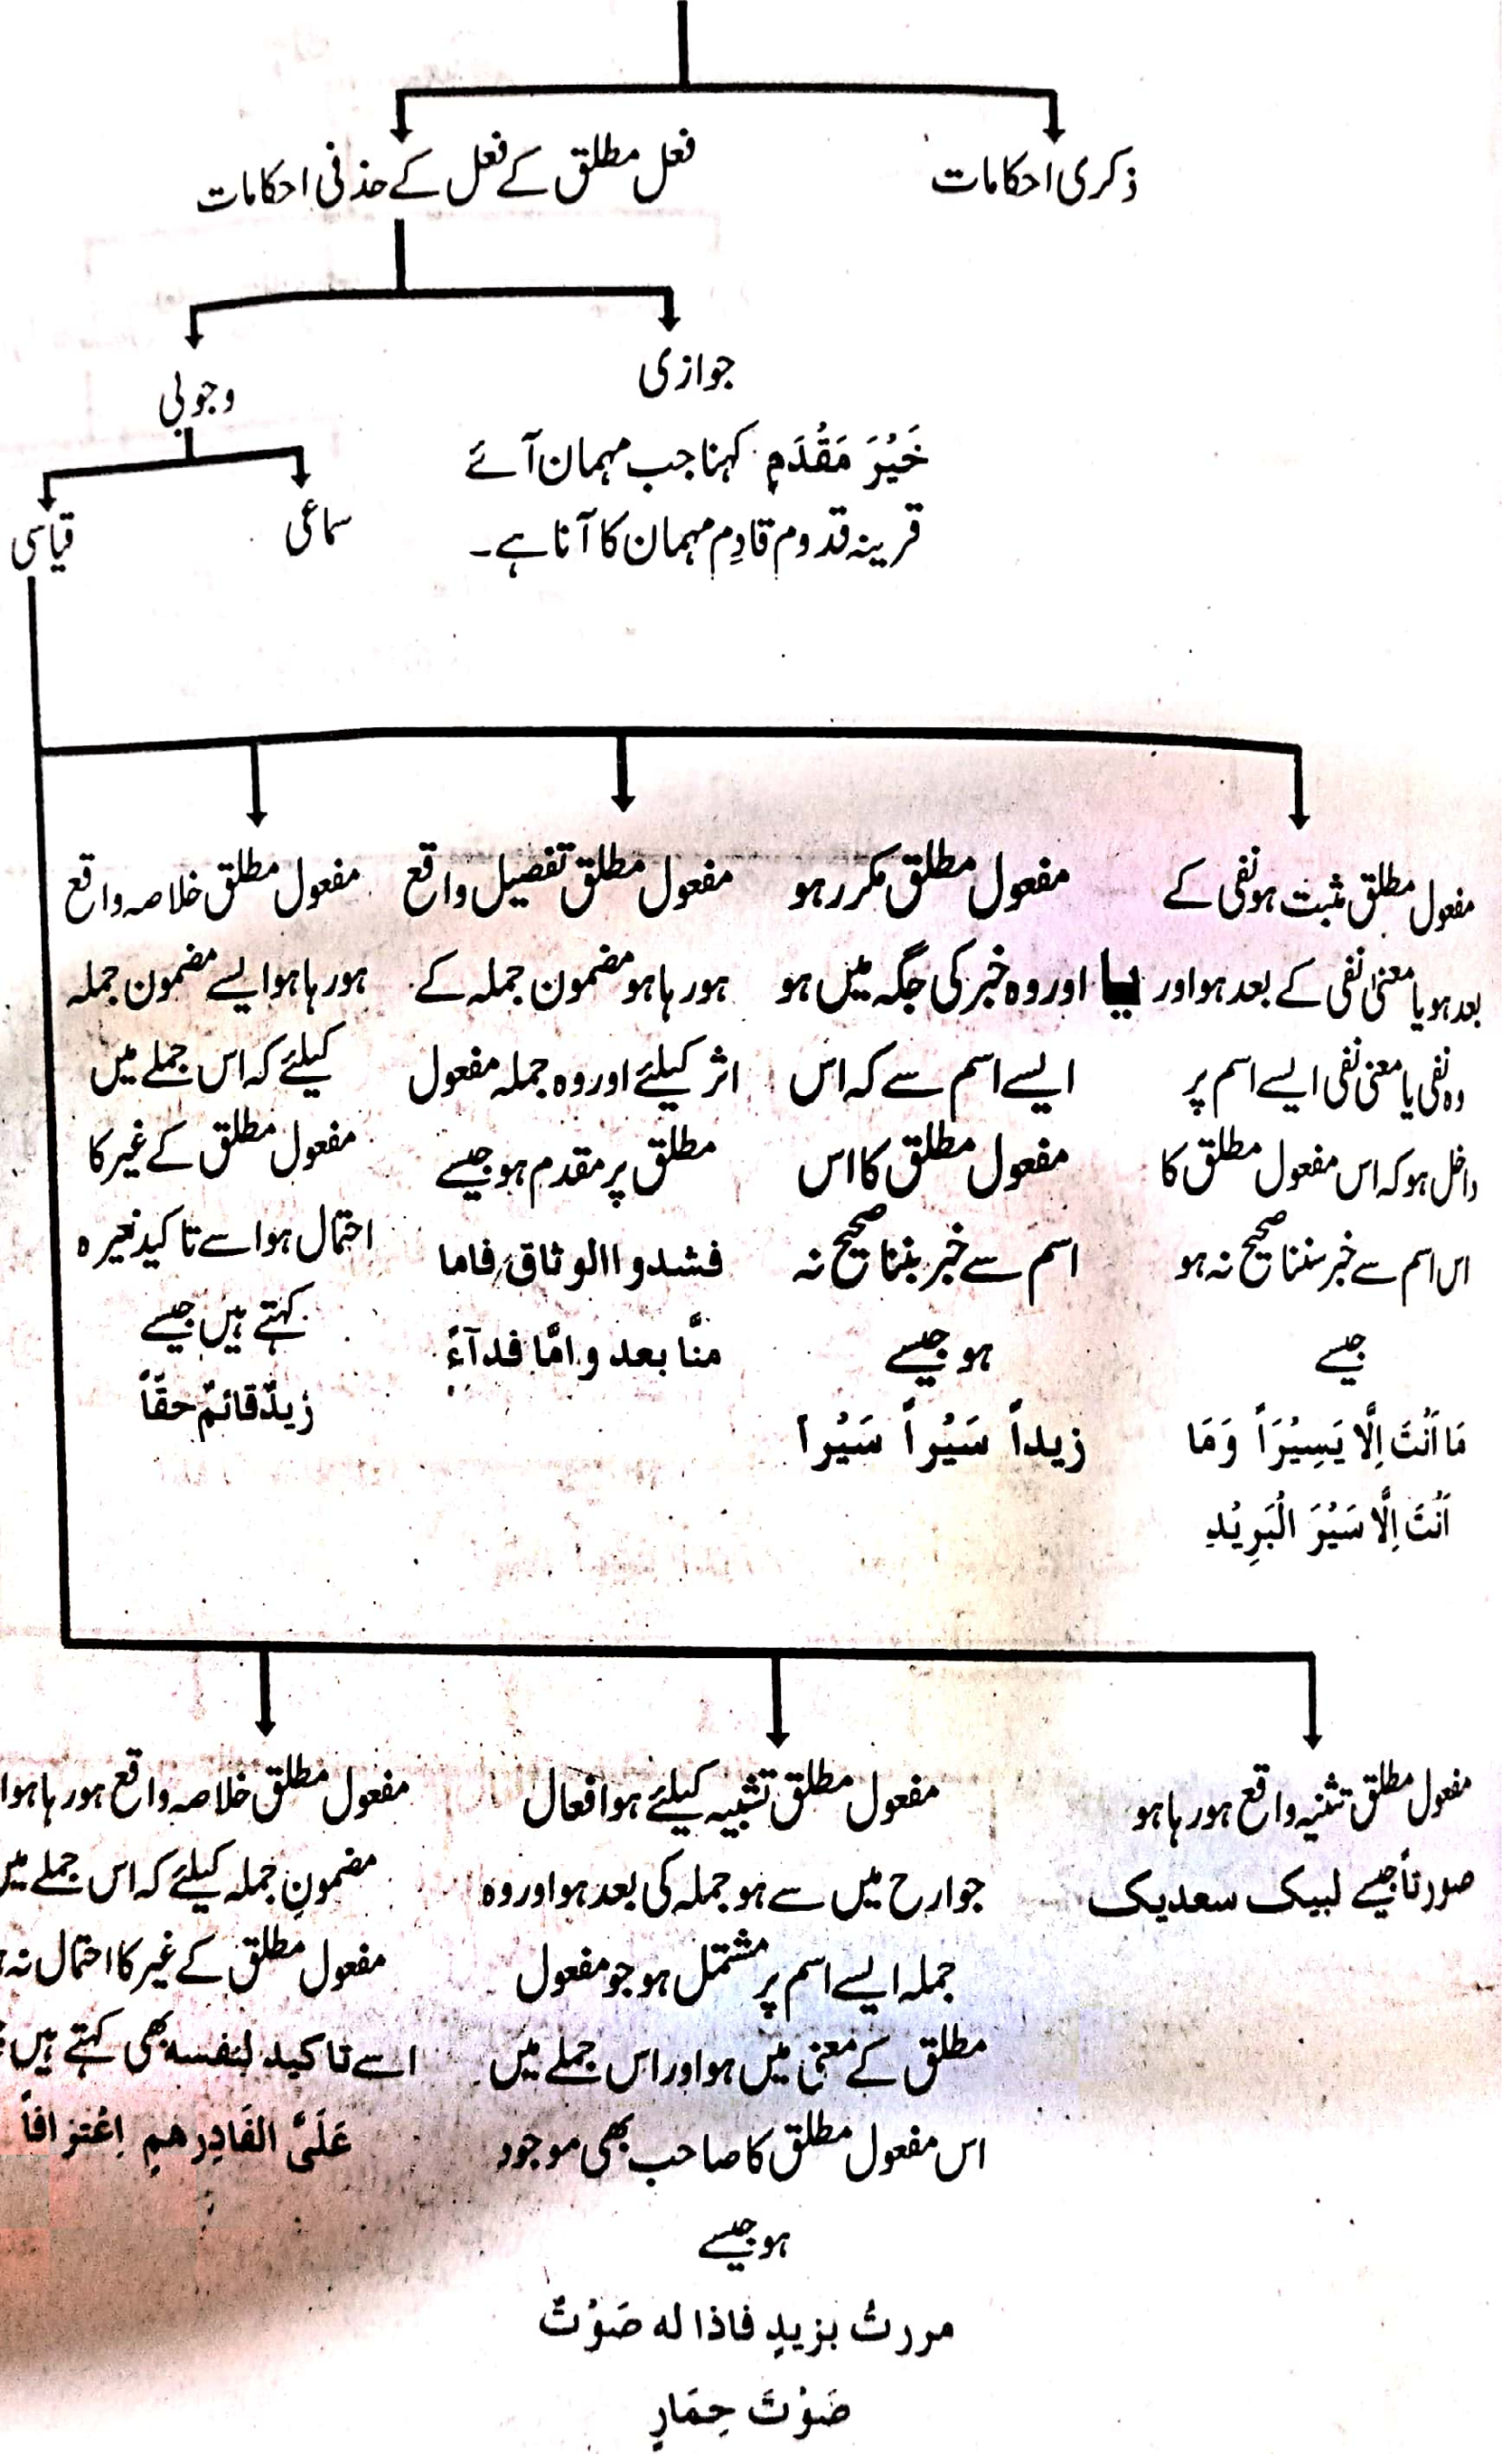 ذکری احکامات
فعل مطلق کے فعل کے حذفی احکامات
جوازی
خَیْرَ مَقْدَمٍ کہنا جب مہمان آئے
قرینہ قدوم قادِم مہمان کا آنا ہے۔
وجوبی
سماعی
قیاسی
مفعول مطلق مثبت ہو نفی کے
بعد ہو یا معنیٰ نفی کے بعد ہو اور
وہ نفی یا معنی نفی ایسے اسم پر
داخل ہو کہ اس مفعول مطلق کا
اس اسم سے خبر بننا صحیح نہ ہو
جیسے
مَا اَنْتَ اِلَّا یَسِیْرَاً وَمَا
اَنْتَ اِلَّا سَیْرَ الْبَرِیْدِ
مفعول مطلق مکرر ہو
یا اور وہ خبر کی جگہ میں ہو
ایسے اسم سے کہ اس
مفعول مطلق کا اس
اسم سے خبر بننا صحیح نہ
ہو جیسے
زیداً سَیْراً سَیْراً
مفعول مطلق تفصیل واقع
ہو رہا ہو مضمون جملہ کے
اثر کیلئے اور وہ جملہ مفعول
مطلق پر مقدم ہو جیسے
فشدوا الوثاق فاما
منًّا بعد وامّا فدآءً
مفعول مطلق خلاصہ واقع
ہو رہا ہو ایسے مضمون جملہ
کیلئے کہ اس جملے میں
مفعول مطلق کے غیر کا
احتمال ہو اسے تاکید لغیرہ
کہتے ہیں جیسے
زیدٌ قائمٌ حقّاً
مفعول مطلق تثنیہ واقع ہو رہا ہو
صورتاً جیسے لبیک سعدیک
مفعول مطلق تشبیہ کیلئے ہو افعال
جوارح میں سے ہو جملہ کی بعد ہو اور وہ
جملہ ایسے اسم پر مشتمل ہو جو مفعول
مطلق کے معنیٰ میں ہو اور اس جملے میں
اس مفعول مطلق کا صاحب بھی موجود
ہو جیسے
مررتُ بزیدٍ فاذا لہ صَوْتٌ
صَوْتَ حِمَارٍ
مفعول مطلق خلاصہ واقع ہو رہا ہو
مضمونِ جملہ کیلئے کہ اس جملے میں
مفعول مطلق کے غیر کا احتمال نہ
اسے تاکید لنفسہ بھی کہتے ہیں
عَلَیَّ الفَادِرهمِ اِعْتِرافاً